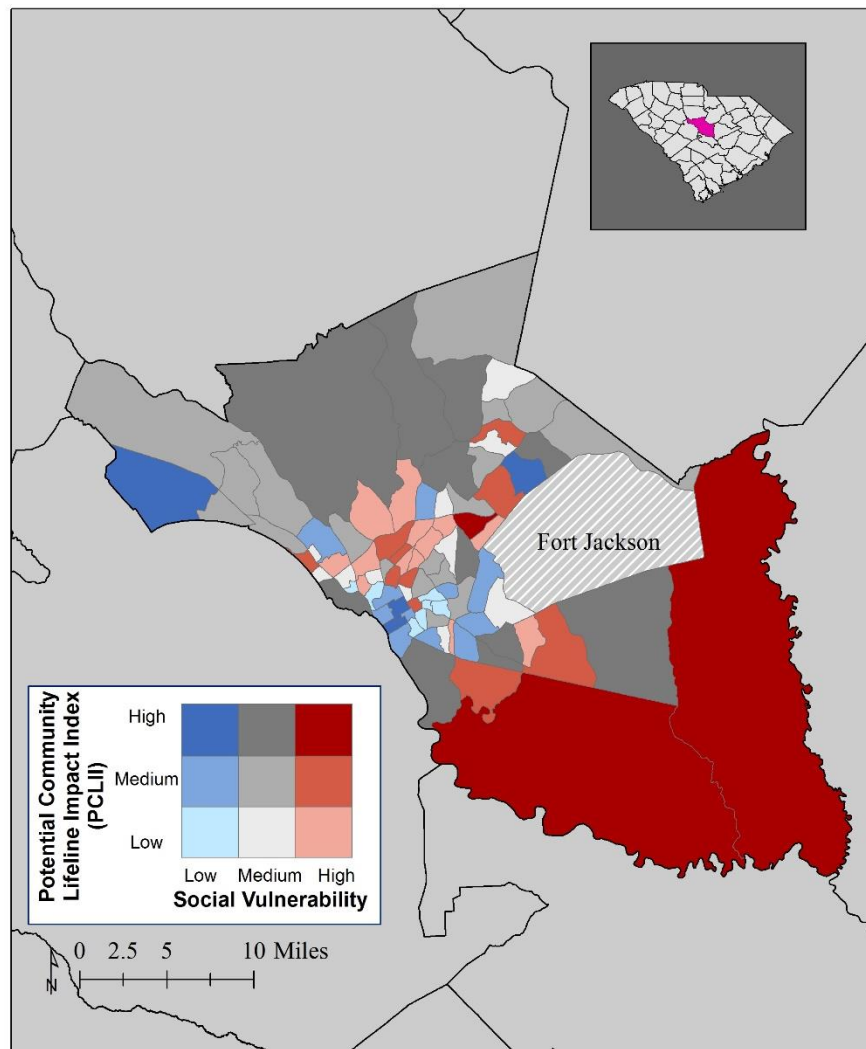 Fort Jackson
Potential Community
Lifeline Impact Index
(PCLII)
High
Medium
Low
Low Medium High
Social Vulnerability
0 2.5 5 10 Miles
N